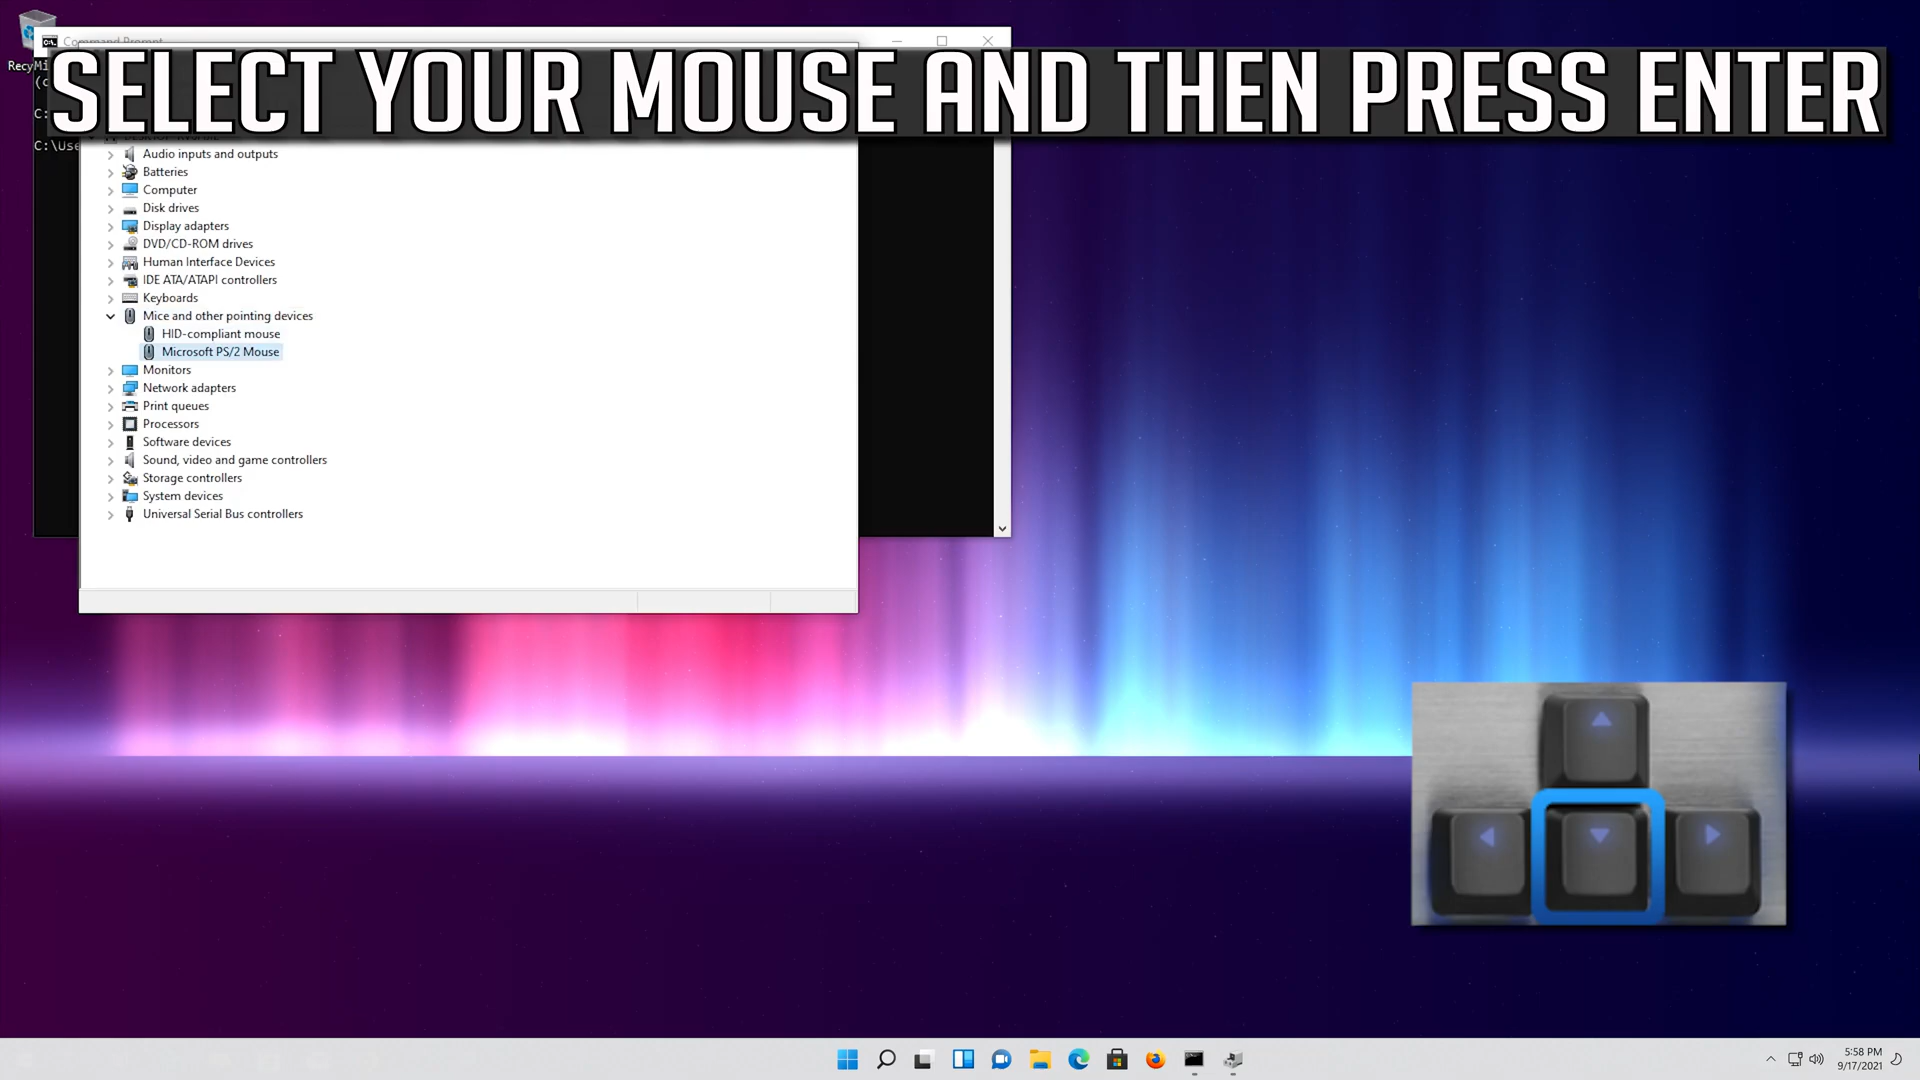 SELECT YOUR MOUSE AND THEN PRESS ENTER
Audio inputs and outputs
Batteries
Computer
Disk drives
Display adapters
DVD/CD-ROM drives
Human Interface Devices
IDE ATA/ATAPI controllers
Keyboards
Mice and other pointing devices
HID-compliant mouse
Microsoft PS/2 Mouse
Monitors
Network adapters
Print queues
Processors
Software devices
Sound, video and game controllers
Storage controllers
System devices
Universal Serial Bus controllers
5:58 PM
9/17/2021